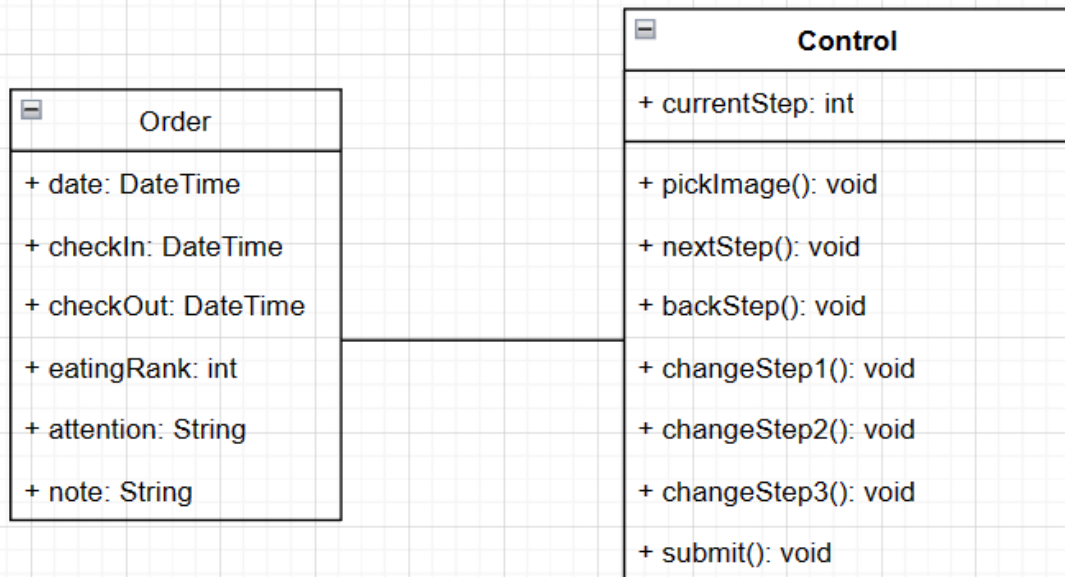 Order
+ date: DateTime
+ checkIn: DateTime
+ checkOut: DateTime
+ eatingRank: int
+ attention: String
+ note: String
Control
+ currentStep: int
+ pickImage(): void
+ nextStep(): void
+ backStep(): void
+ changeStep1(): void
+ changeStep2(): void
+ changeStep3(): void
+ submit(): void